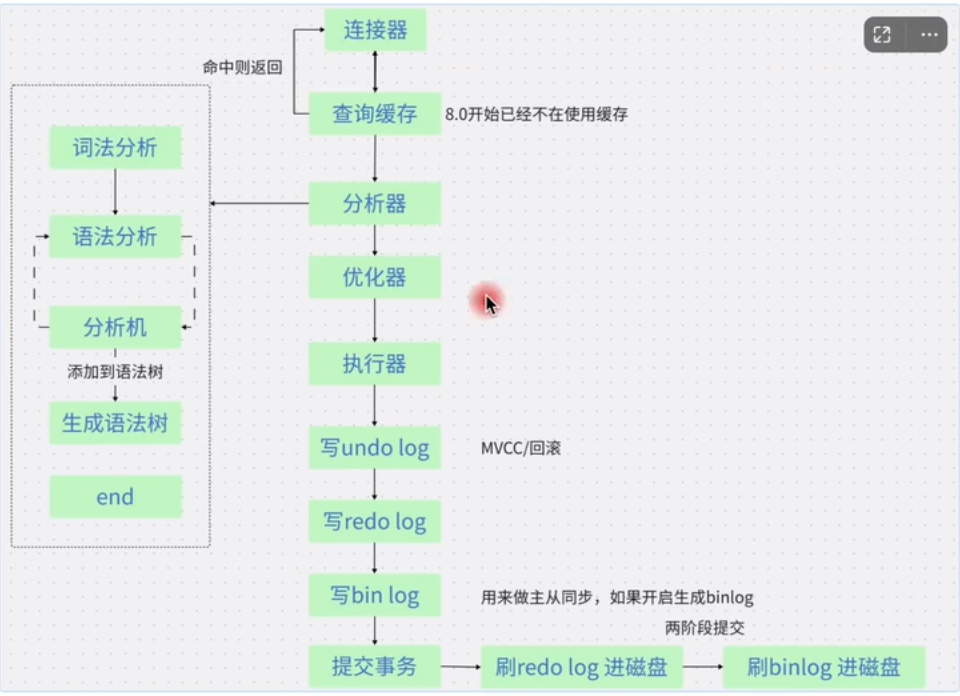 连接器
命中则返回
查询缓存
8.0开始已经不在使用缓存
词法分析
分析器
语法分析
优化器
分析机
执行器
添加到语法树
生成语法树
写undo log
MVCC/回滚
end
写redo log
写bin log
用来做主从同步，如果开启生成binlog
两阶段提交
提交事务
刷redo log 进磁盘
刷binlog 进磁盘